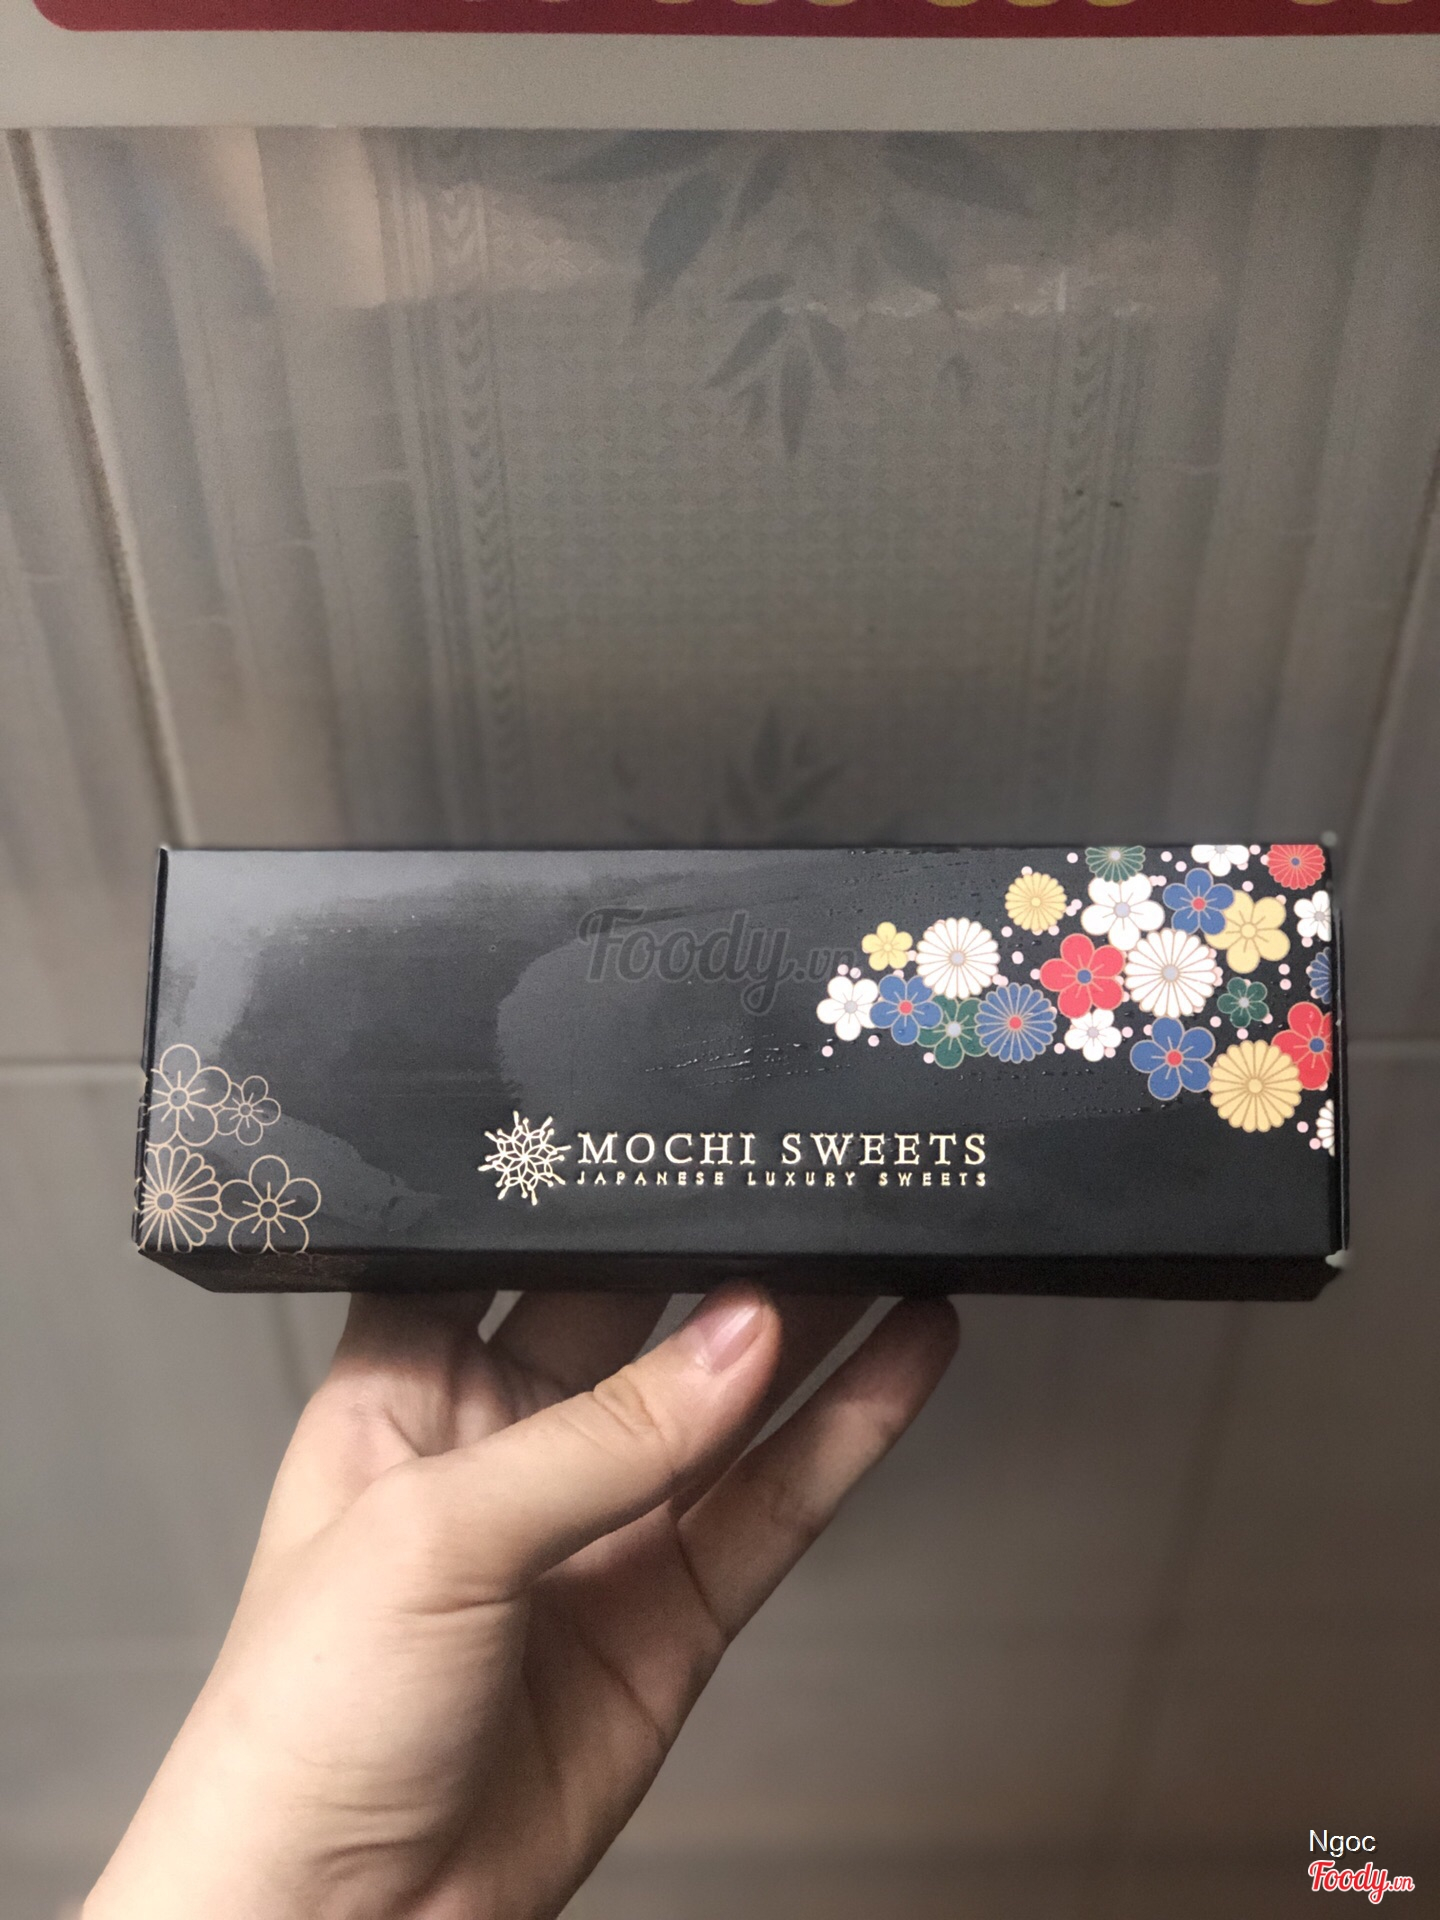 Foody.vn
MOCHI SWEETS
JAPANESE LUXURY SWEETS
Ngoc
Foody.vn